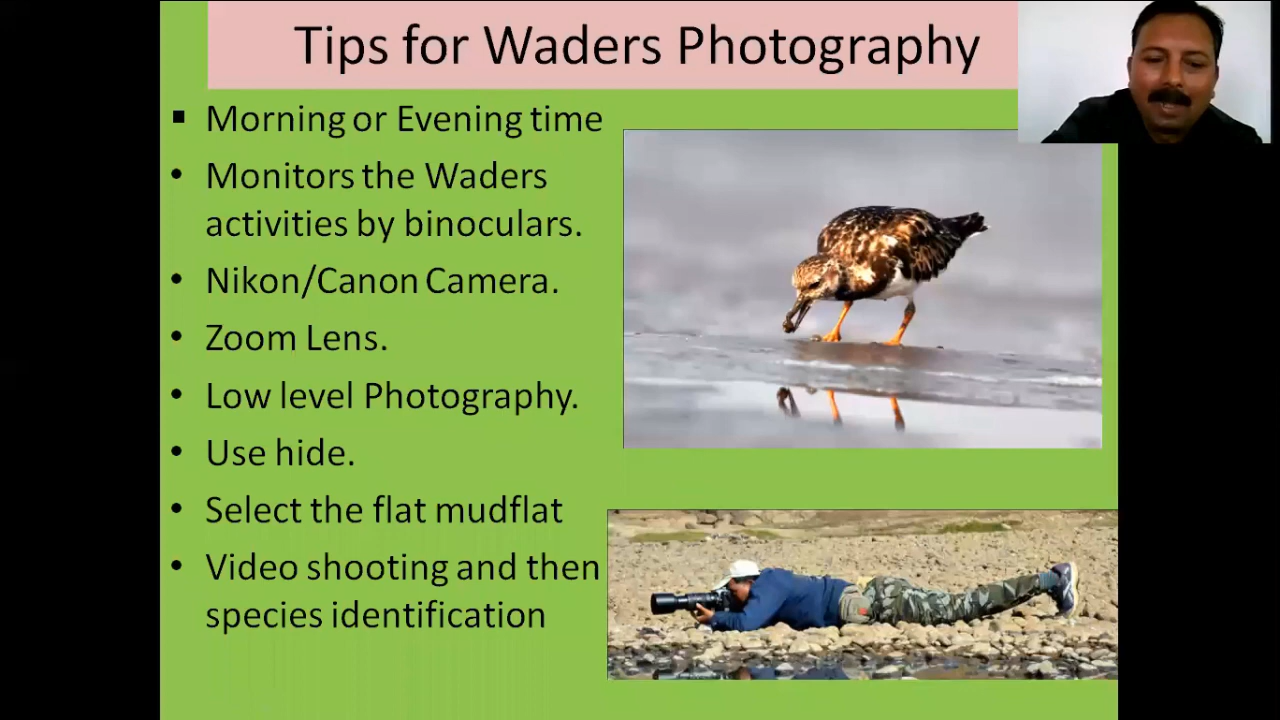 Tips for Waders Photography
▪ Morning or Evening time
• Monitors the Waders
activities by binoculars.
• Nikon/Canon Camera.
• Zoom Lens.
• Low level Photography.
• Use hide.
• Select the flat mudflat
• Video shooting and then
species identification